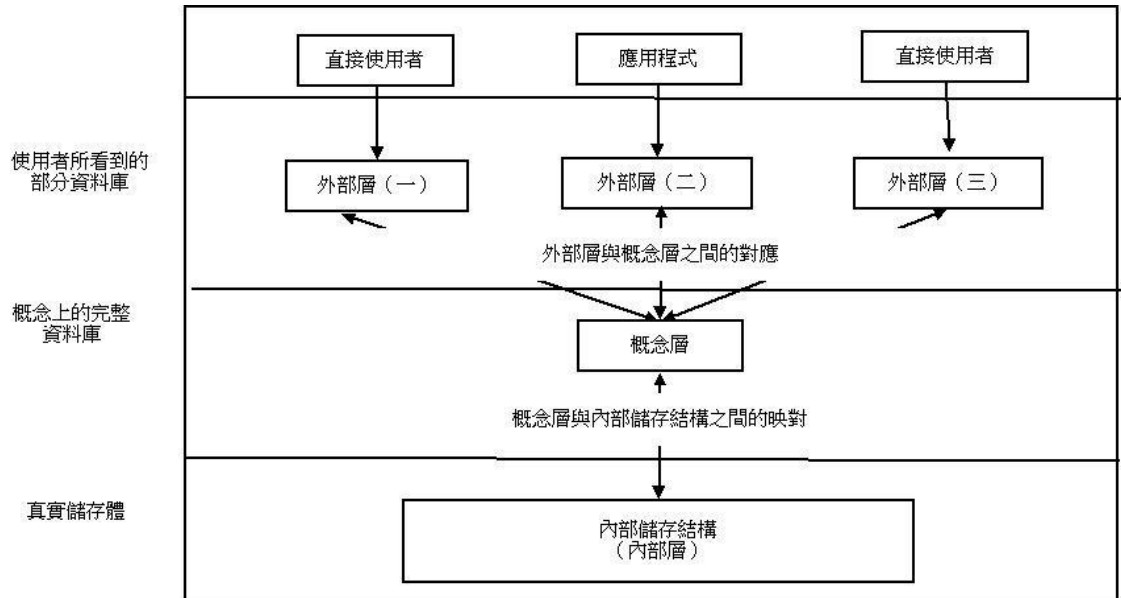 直接使用者
應用程式
直接使用者
使用者所看到的
部分資料庫
外部層（一）
外部層（二）
外部層（三）
外部層與概念層之間的對應
概念上的完整
資料庫
概念層
概念層與內部儲存結構之間的映對
真實儲存體
內部儲存結構
（內部層）